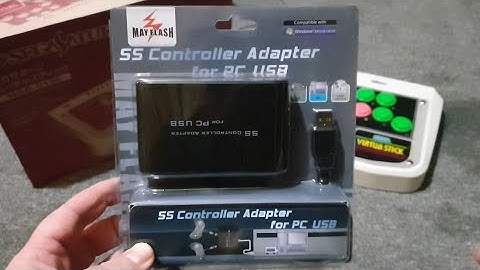 MAYFLASH
Compatible with
SS Controller Adapter
for PC USB
SS CONTROLLER ADAPTER
FOR PC USB
VIRTUA STICK
SS Controller Adapter
for PC USB